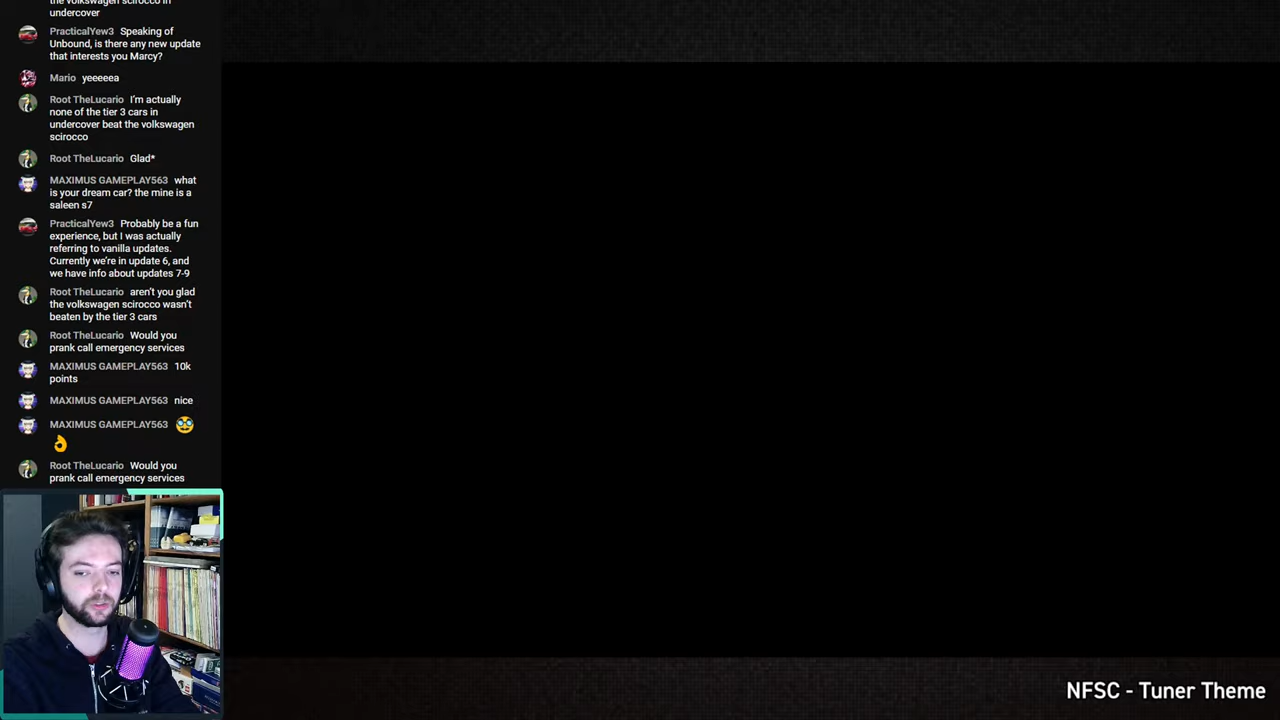 the volkswagen scirocco in
undercover
PracticalYew3 Speaking of
Unbound, is there any new update
that interests you Marcy?
Mario yeeeeea
Root TheLucario I'm actually
none of the tier 3 cars in
undercover beat the volkswagen
scirocco
Root TheLucario Glad*
MAXIMUS GAMEPLAY563 what
is your dream car? the mine is a
saleen s7
PracticalYew3 Probably be a fun
experience, but I was actually
referring to vanilla updates.
Currently we're in update 6, and
we have info about updates 7-9
Root TheLucario aren't you glad
the volkswagen scirocco wasn't
beaten by the tier 3 cars
Root TheLucario Would you
prank call emergency services
MAXIMUS GAMEPLAY563 10k
points
MAXIMUS GAMEPLAY563 nice
MAXIMUS GAMEPLAY563
Root TheLucario Would you
prank call emergency services
NFSC - Tuner Theme